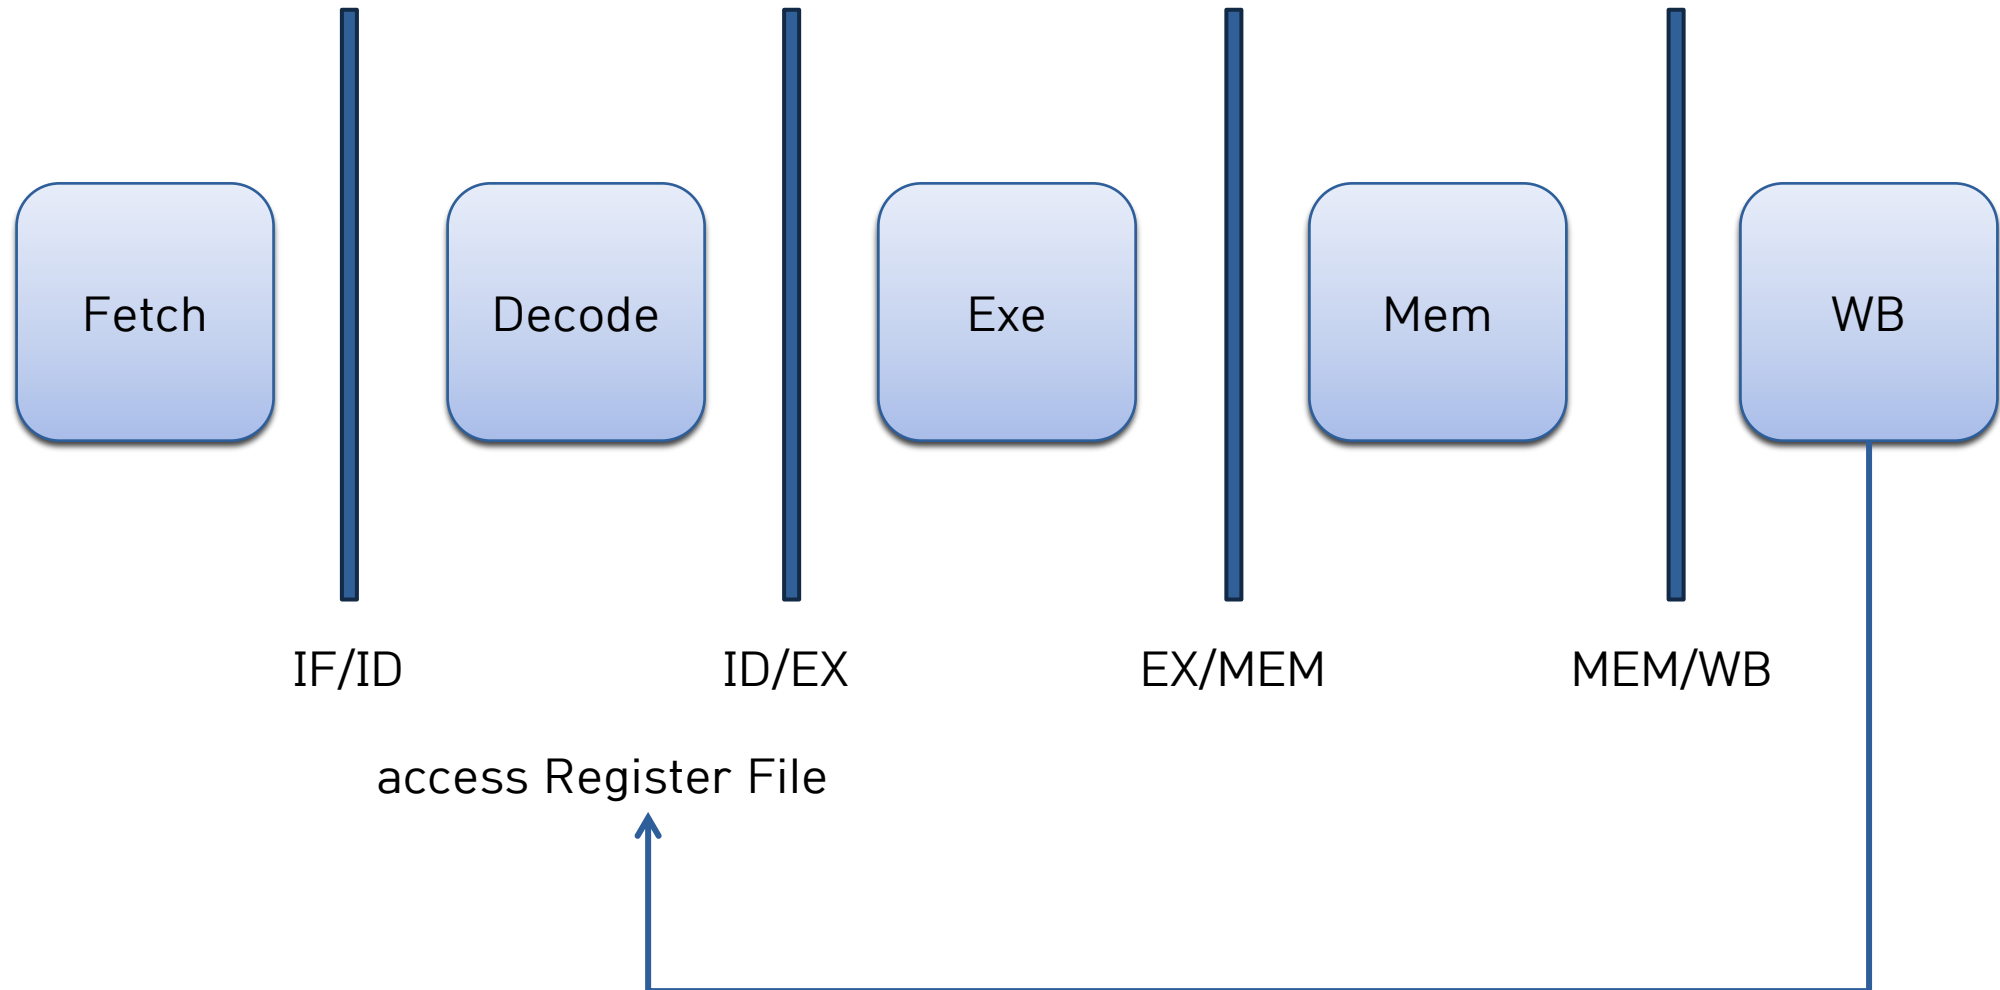 Fetch
Decode
Exe
Mem
WB
IF/ID
ID/EX
EX/MEM
MEM/WB
access Register File